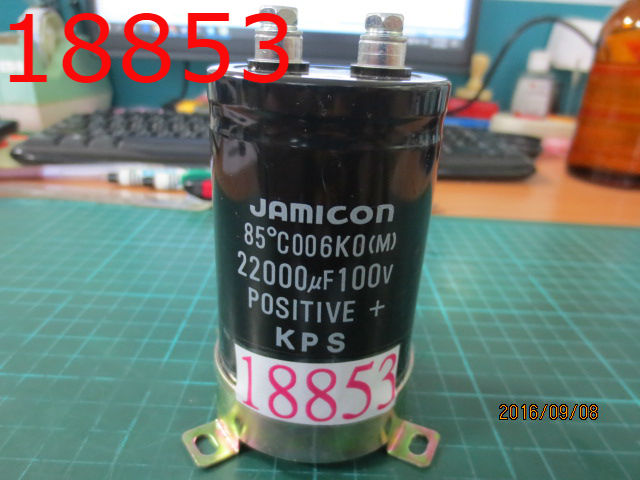 18853
JAMICON
85°C006K0(M)
22000µF100V
POSITIVE +
KPS
18853
2016/09/08